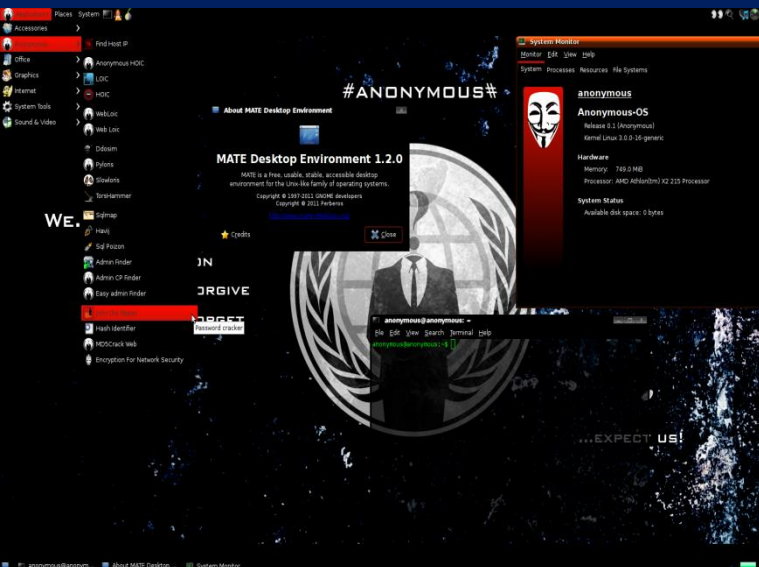 Places System
Accessories
Office
Graphics
Internet
System Tools
Sound & Video
Find Host IP
Anonymous HOIC
LOIC
HOIC
WebLoic
Web Loic
Ddosim
Pyloris
Slowloris
TorsHammer
Sqlmap
Havij
Sql Poizon
Admin Finder
Admin CP Finder
Easy admin Finder
Hash Identifier
MD5Crack Web
Encryption For Network Security
Password cracker
#ANONYMOUS#
WE.
ON
ORGIVE
ORGET
...EXPECT US!
About MATE Desktop Environment
MATE Desktop Environment 1.2.0
MATE is a Free, usable, stable, accessible desktop
environment for the Unix-like family of operating systems.
Copyright © 1997-2011 GNOME developers
Copyright © 2011 Perberos
Credits
Close
System Monitor
Monitor Edit View Help
System Processes Resources File Systems
anonymous
Anonymous-OS
Release 0.1 (Anonymous)
Kernel Linux 3.0.0-16-generic
Hardware
Memory: 749.0 MiB
Processor: AMD Athlon(tm) X2 215 Processor
System Status
Available disk space: 0 bytes
anonymous@anonymous: ~
File Edit View Search Terminal Help
anonymous@anonymous:~$
anonymous@anonym...
About MATE Desktop...
System Monitor